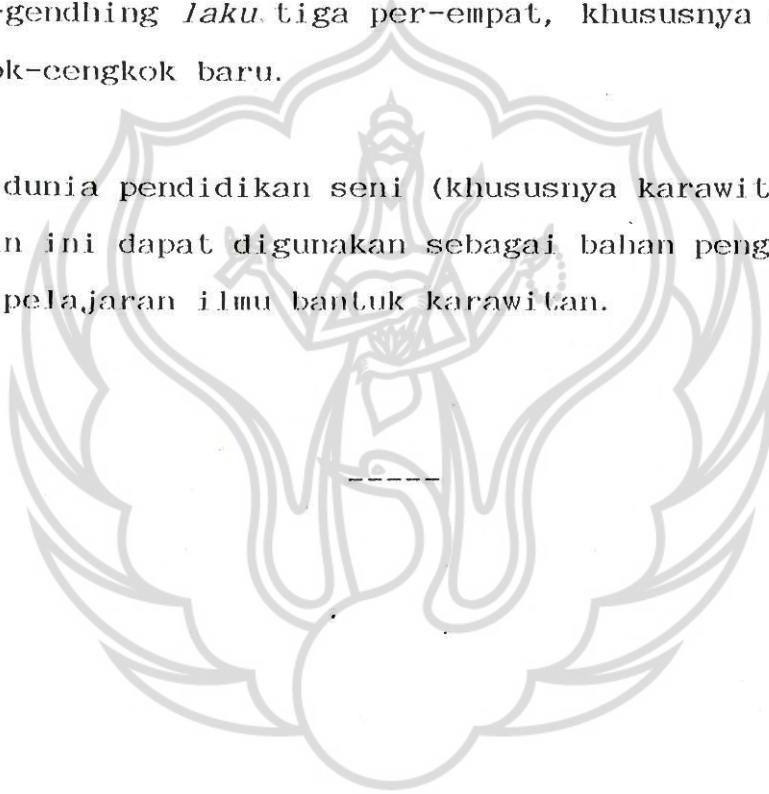 -gendhing laku tiga per-empat, khususnya
ok-cengkok baru.
dunia pendidikan seni (khususnya karawit
n ini dapat digunakan sebagai bahan peng
pelajaran ilmu bantuk karawitan.
-----